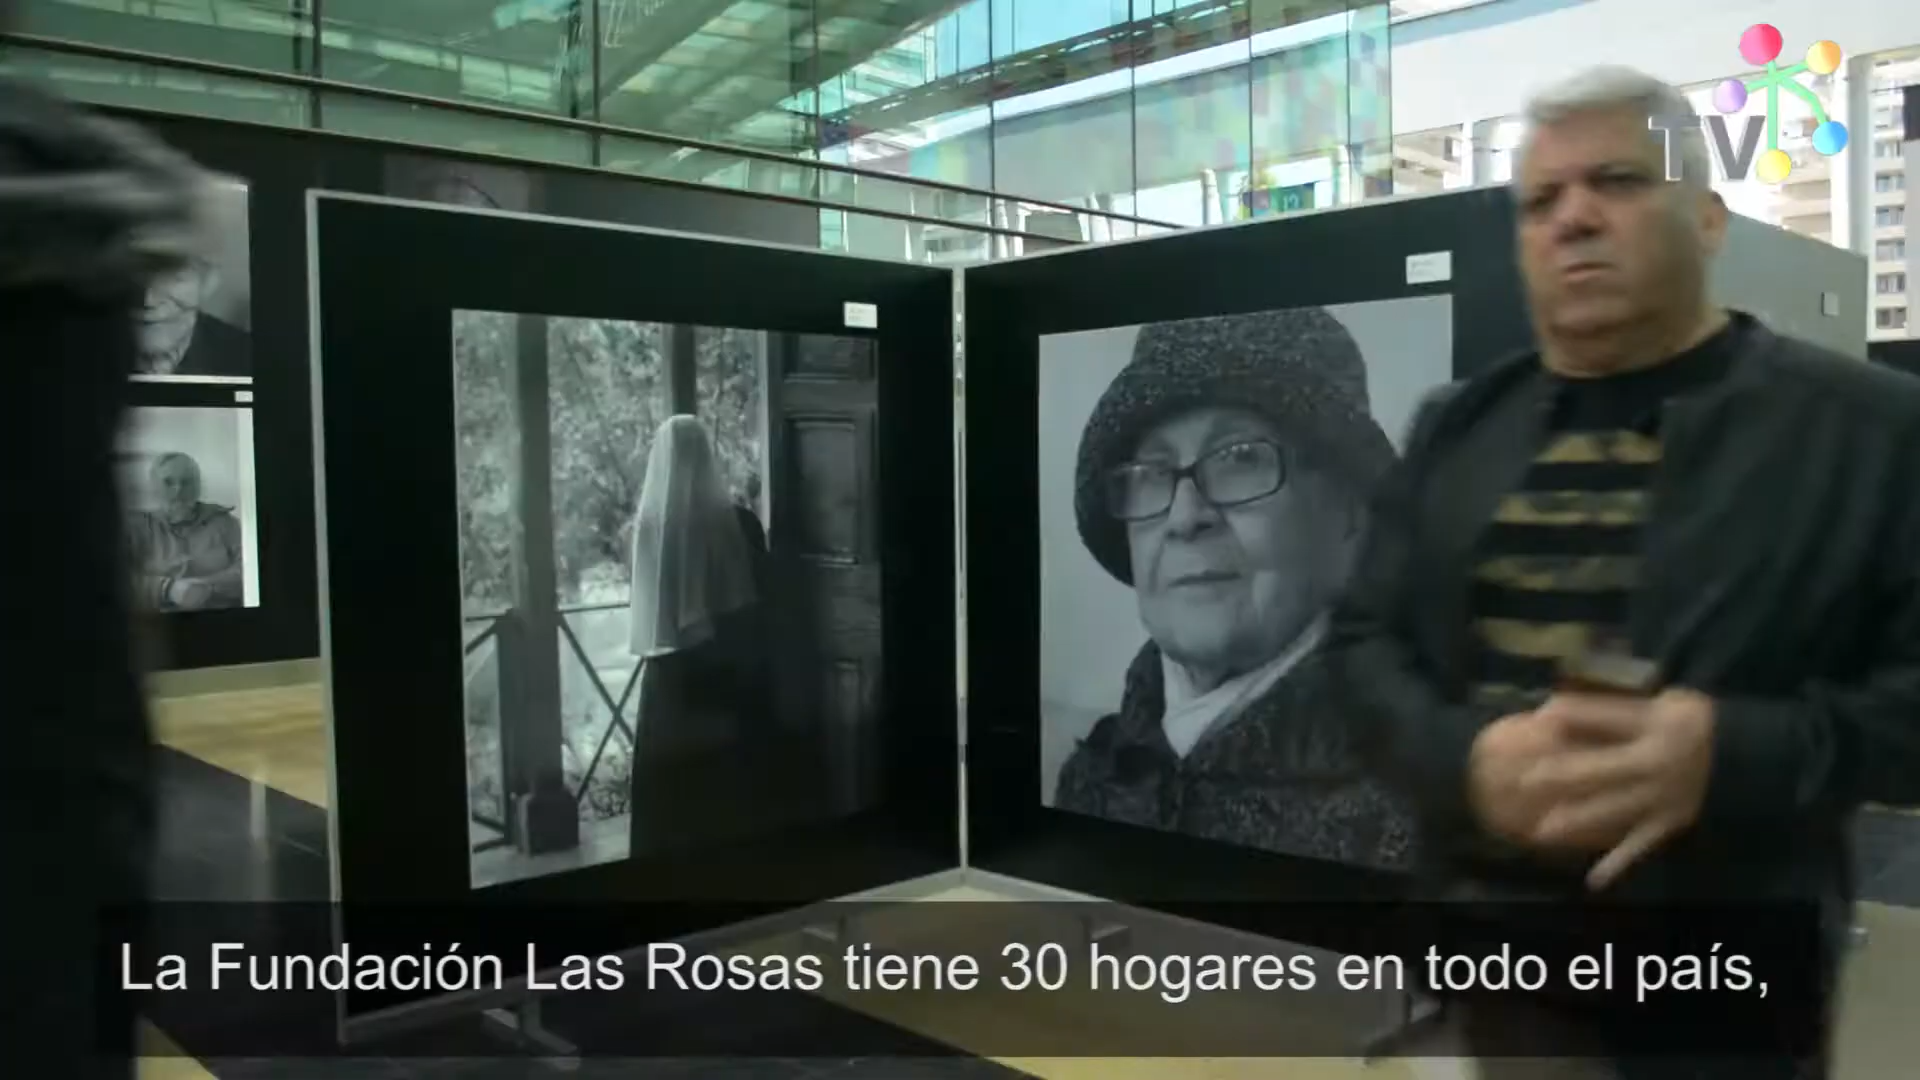 TV
La Fundación Las Rosas tiene 30 hogares en todo el país,